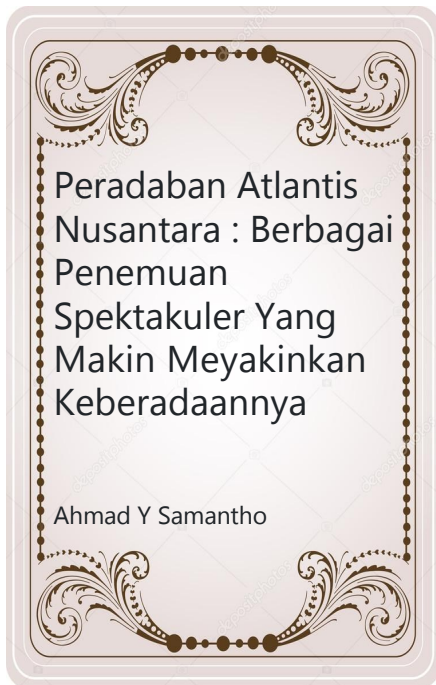 Peradaban Atlantis
Nusantara : Berbagai
Penemuan
Spektakuler Yang
Makin Meyakinkan
Keberadaannya
Ahmad Y Samantho